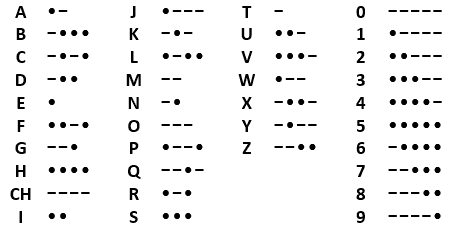 A •– J •––– T – 0 –––––
B –••• K –•– U ••– 1 •––––
C –•–• L •–•• V •••– 2 ••–––
D –•• M –– W •–– 3 •••––
E • N –• X –••– 4 ••••–
F ••–• O ––– Y –•–– 5 •••••
G ––• P •––• Z ––•• 6 –••••
H •••• Q ––•– 7 ––•••
CH –––– R •–• 8 –––••
I •• S ••• 9 ––––•